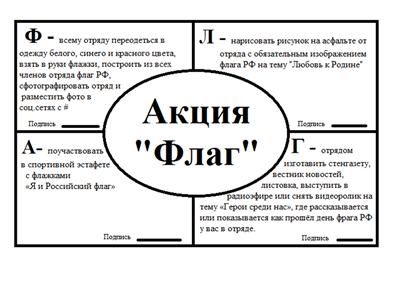 Ф - всему отряду переодеться в
одежду белого, синего и красного цвета,
взять в руки флажки, построить из всех
членов отряда флаг РФ,
сфотографировать отряд и
разместить фото в
соц.сетях с #
Подпись
Л - нарисовать рисунок на асфальте от
отряда с обязательным изображением
флага РФ на тему "Любовь к Родине"
Подпись
Акция
"Флаг"
А- поучаствовать
в спортивной эстафете
с флажками
«Я и Российский флаг»
Подпись
Г - отрядом
изготовить стенгазету,
вестник новостей,
листовка, выступить в
радиоэфире или снять видеоролик на
тему «Герои среди нас», где рассказывается
или показывается как прошёл день фрага РФ
у вас в отряде.
Подпись